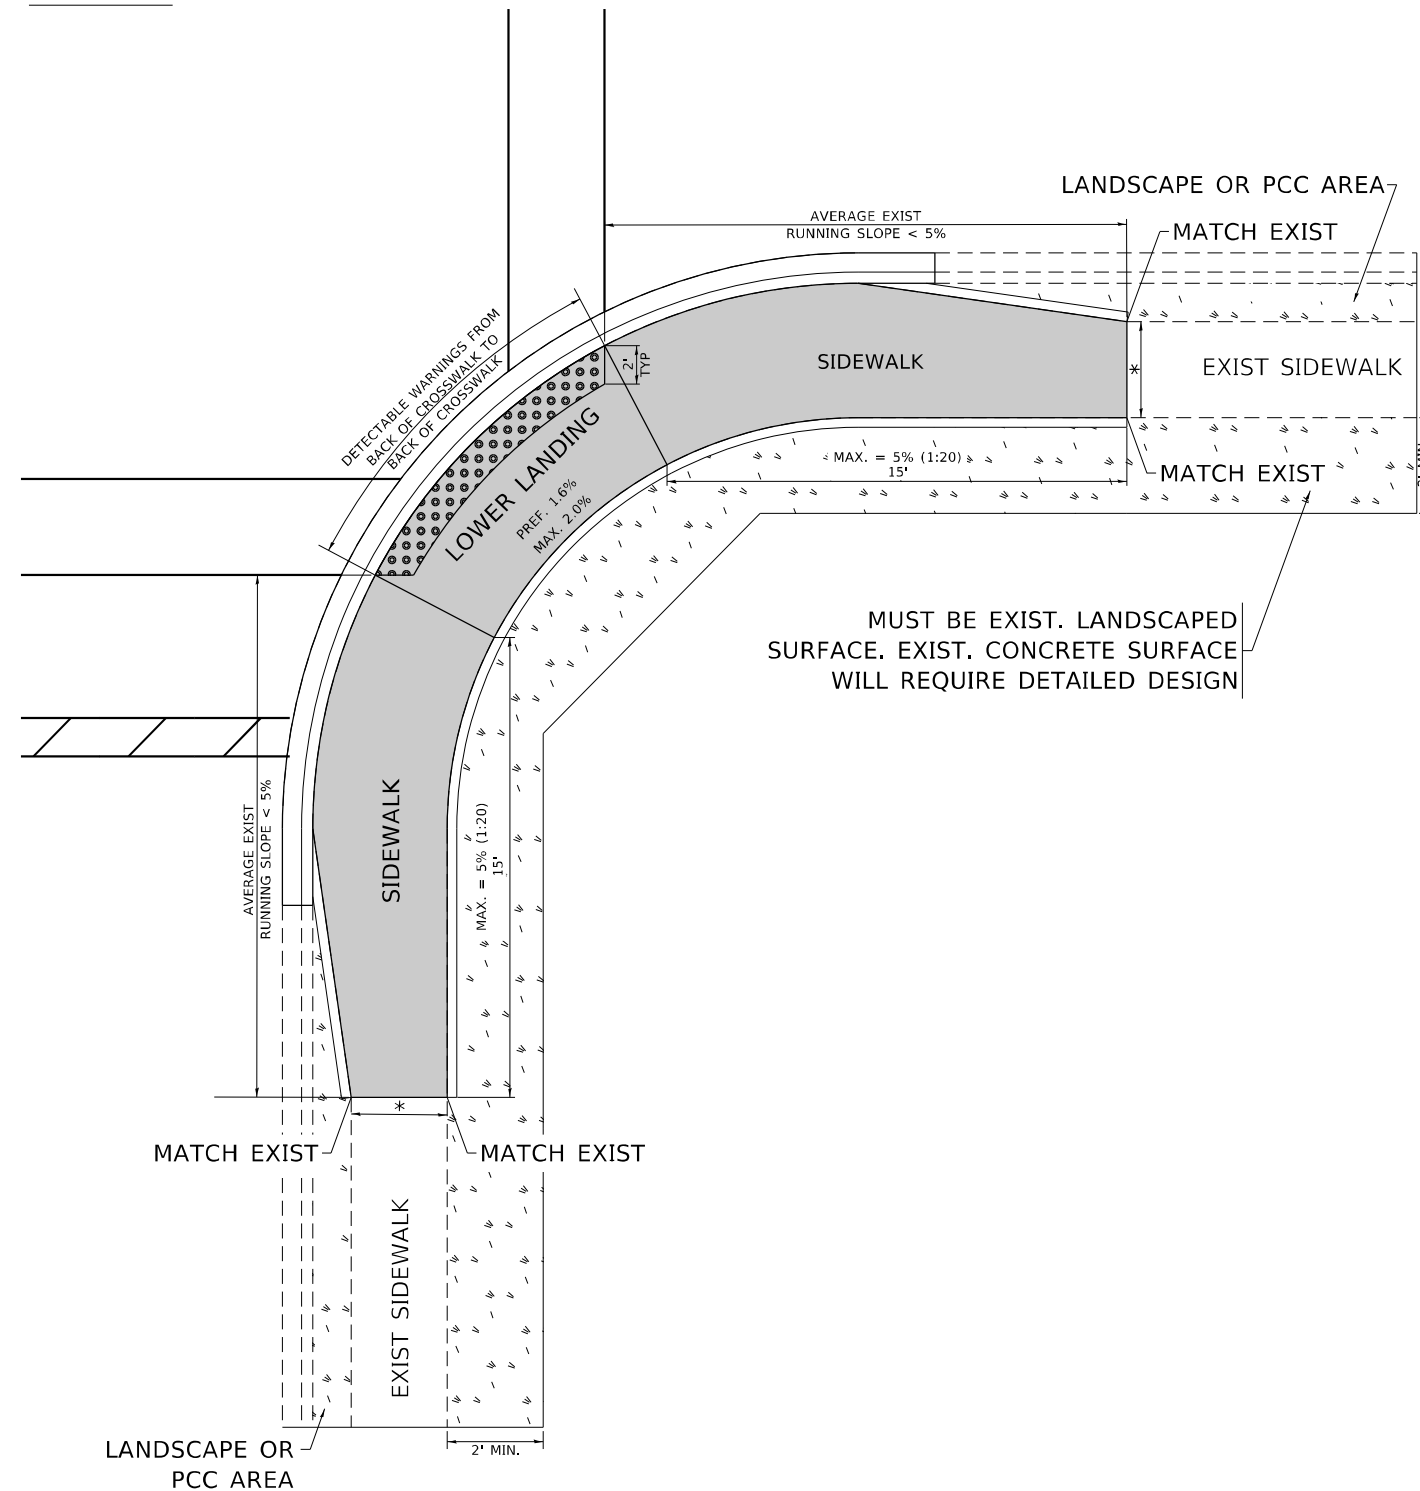 LANDSCAPE OR PCC AREA
AVERAGE EXIST
RUNNING SLOPE < 5%
MATCH EXIST
DETECTABLE WARNINGS FROM
BACK OF CROSSWALK TO
BACK OF CROSSWALK
2'
TYP
SIDEWALK
*
EXIST SIDEWALK
LOWER LANDING
PREF. 1.6%
MAX. 2.0%
MAX. = 5% (1:20)
15'
MATCH EXIST
MUST BE EXIST. LANDSCAPED
SURFACE. EXIST. CONCRETE SURFACE
WILL REQUIRE DETAILED DESIGN
AVERAGE EXIST
RUNNING SLOPE < 5%
SIDEWALK
MAX. = 5% (1:20)
15'
*
MATCH EXIST
MATCH EXIST
EXIST SIDEWALK
LANDSCAPE OR
PCC AREA
2' MIN.